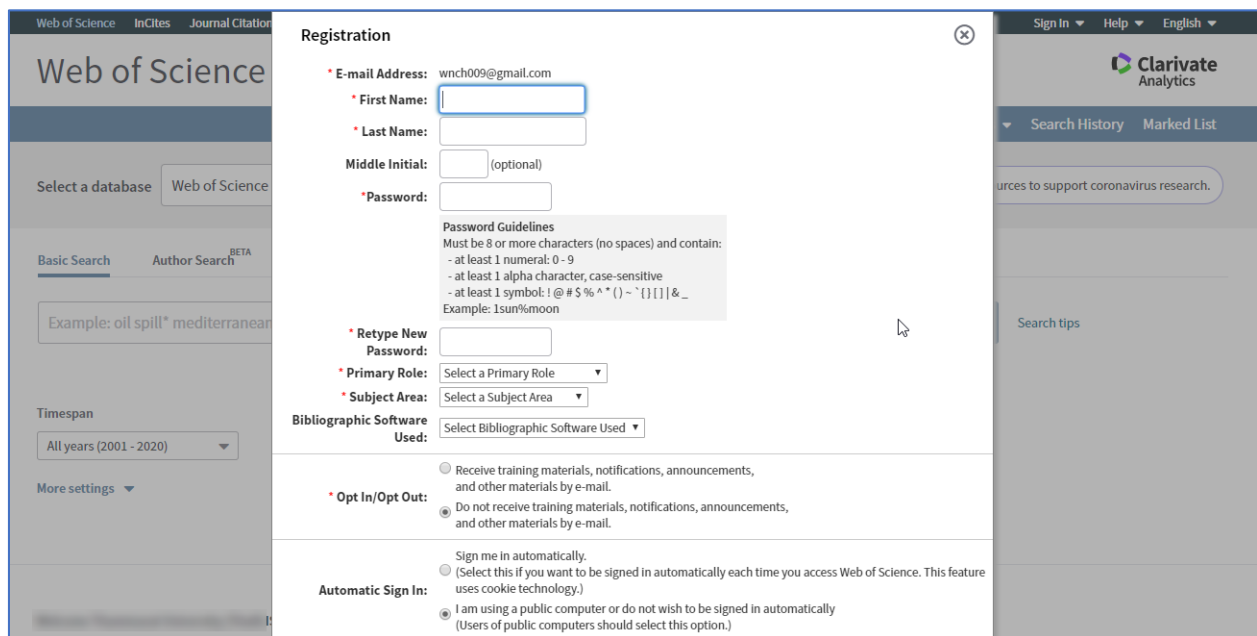 Web of Science InCites Journal Citation
Sign In Help English
Registration
Web of Science
Clarivate
Analytics
* E-mail Address: wnch009@gmail.com
* First Name:
* Last Name:
Search History Marked List
Middle Initial: (optional)
Select a database Web of Science
urces to support coronavirus research.
*Password:
Password Guidelines
Must be 8 or more characters (no spaces) and contain:
- at least 1 numeral: 0 - 9
- at least 1 alpha character, case-sensitive
- at least 1 symbol: ! @ # $ % ^ * ( ) ~ ` { } [ ] | & _
Example: 1sun%moon
Basic Search Author Search BETA
Example: oil spill* mediterranean
Search tips
* Retype New
Password:
* Primary Role: Select a Primary Role
* Subject Area: Select a Subject Area
Bibliographic Software
Used: Select Bibliographic Software Used
Timespan
All years (2001 - 2020)
More settings
* Opt In/Opt Out:
Receive training materials, notifications, announcements,
and other materials by e-mail.
Do not receive training materials, notifications, announcements,
and other materials by e-mail.
Automatic Sign In:
Sign me in automatically.
(Select this if you want to be signed in automatically each time you access Web of Science. This feature
uses cookie technology.)
I am using a public computer or do not wish to be signed in automatically
(Users of public computers should select this option.)